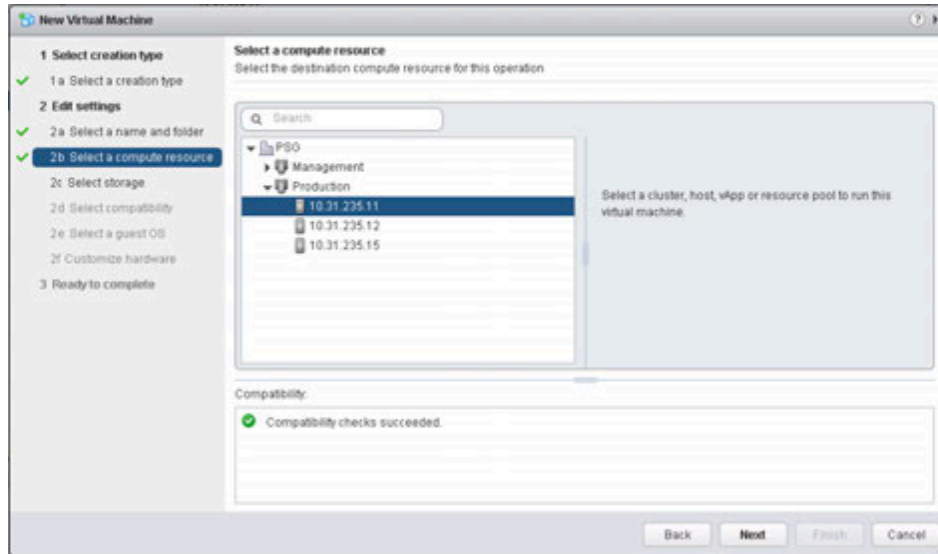 New Virtual Machine
1 Select creation type
1a Select a creation type
2 Edit settings
2a Select a name and folder
2b Select a compute resource
2c Select storage
2d Select compatibility
2e Select a guest OS
2f Customize hardware
3 Ready to complete
Select a compute resource
Select the destination compute resource for this operation
Search
PSO
Management
Production
10.31.235.11
10.31.235.12
10.31.235.15
Select a cluster, host, vApp or resource pool to run this
virtual machine.
Compatibility:
Compatibility checks succeeded.
Back Next Finish Cancel